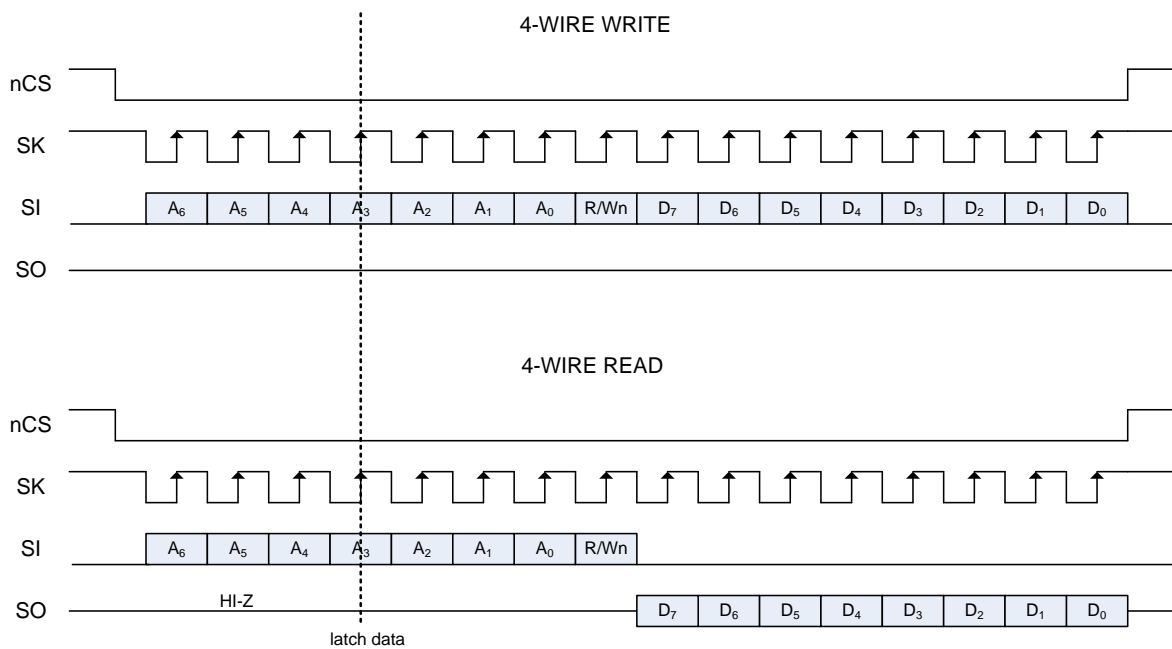 4-WIRE WRITE
nCS
SK
SI A₆ A₅ A₄ A₃ A₂ A₁ A₀ R/Wn D₇ D₆ D₅ D₄ D₃ D₂ D₁ D₀
SO
4-WIRE READ
nCS
SK
SI A₆ A₅ A₄ A₃ A₂ A₁ A₀ R/Wn
SO HI-Z D₇ D₆ D₅ D₄ D₃ D₂ D₁ D₀
latch data